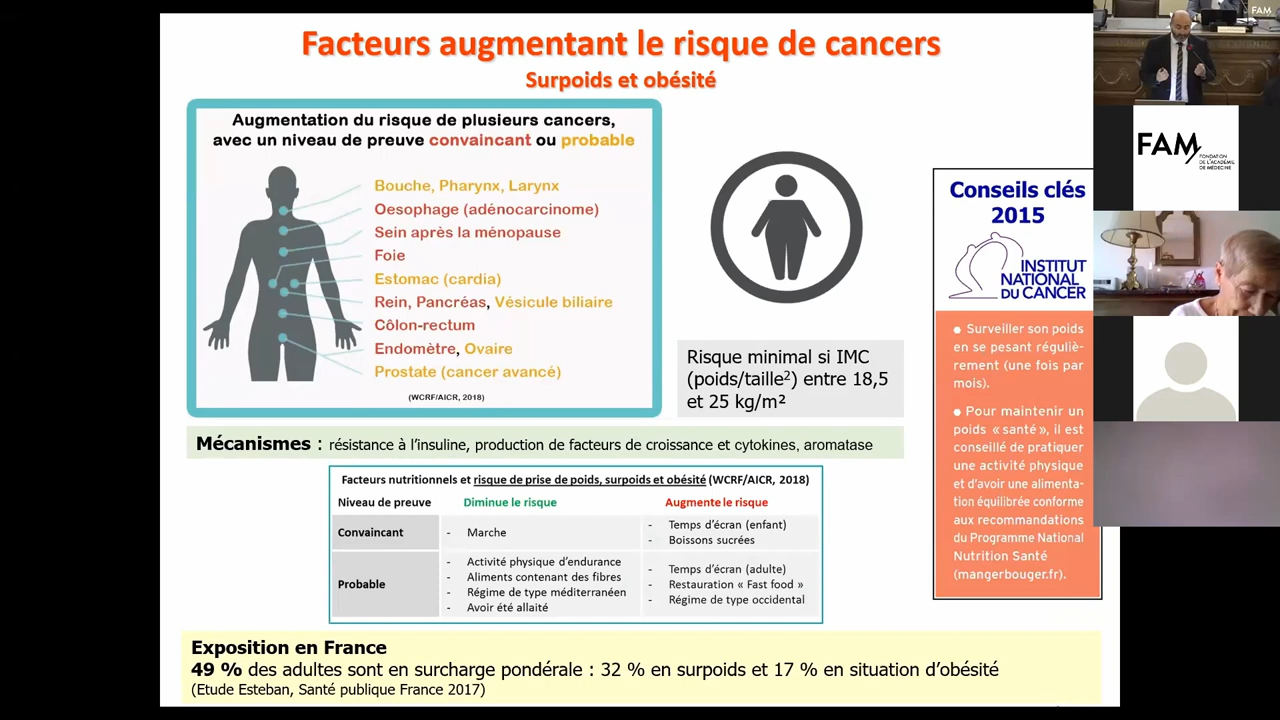 Facteurs augmentant le risque de cancers
Surpoids et obésité
Augmentation du risque de plusieurs cancers,
avec un niveau de preuve convaincant ou probable
Bouche, Pharynx, Larynx
Oesophage (adénocarcinome)
Sein après la ménopause
Foie
Estomac (cardia)
Rein, Pancréas, Vésicule biliaire
Côlon-rectum
Endomètre, Ovaire
Prostate (cancer avancé)
(WCRF/AICR, 2018)
Risque minimal si IMC
(poids/taille²) entre 18,5
et 25 kg/m²
Mécanismes : résistance à l'insuline, production de facteurs de croissance et cytokines, aromatase
Facteurs nutritionnels et risque de prise de poids, surpoids et obésité (WCRF/AICR, 2018)
Niveau de preuve Diminue le risque Augmente le risque
Convaincant
- Marche
- Temps d'écran (enfant)
- Boissons sucrées
Probable
- Activité physique d'endurance
- Aliments contenant des fibres
- Régime de type méditerranéen
- Avoir été allaité
- Temps d'écran (adulte)
- Restauration « Fast food »
- Régime de type occidental
Exposition en France
49 % des adultes sont en surcharge pondérale : 32 % en surpoids et 17 % en situation d'obésité
(Etude Esteban, Santé publique France 2017)
Conseils clés
2015
INSTITUT
NATIONAL
DU CANCER
● Surveiller son poids
en se pesant réguliè-
rement (une fois par
mois).
● Pour maintenir un
poids « santé », il est
conseillé de pratiquer
une activité physique
et d'avoir une alimenta-
tion équilibrée conforme
aux recommandations
du Programme National
Nutrition Santé
(mangerbouger.fr).
FAM
FAM
FONDATION
DE L'ACADÉMIE
DE MÉDECINE